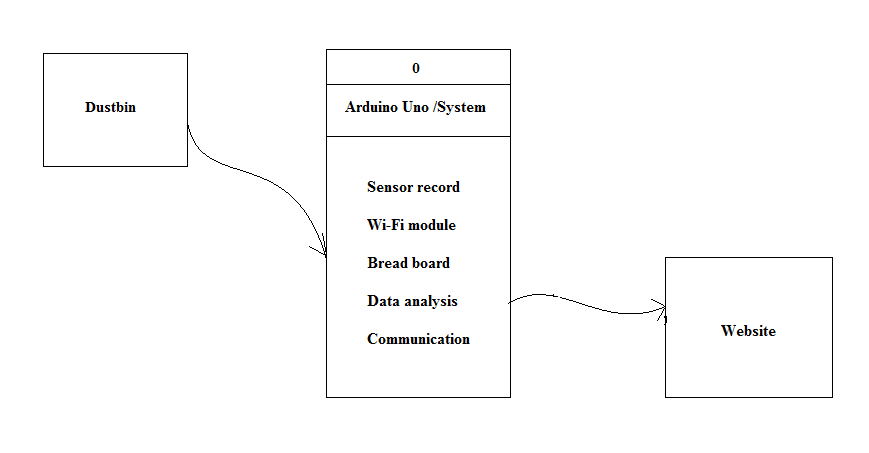 Dustbin
0
Arduino Uno /System
Sensor record
Wi-Fi module
Bread board
Data analysis
Communication
Website